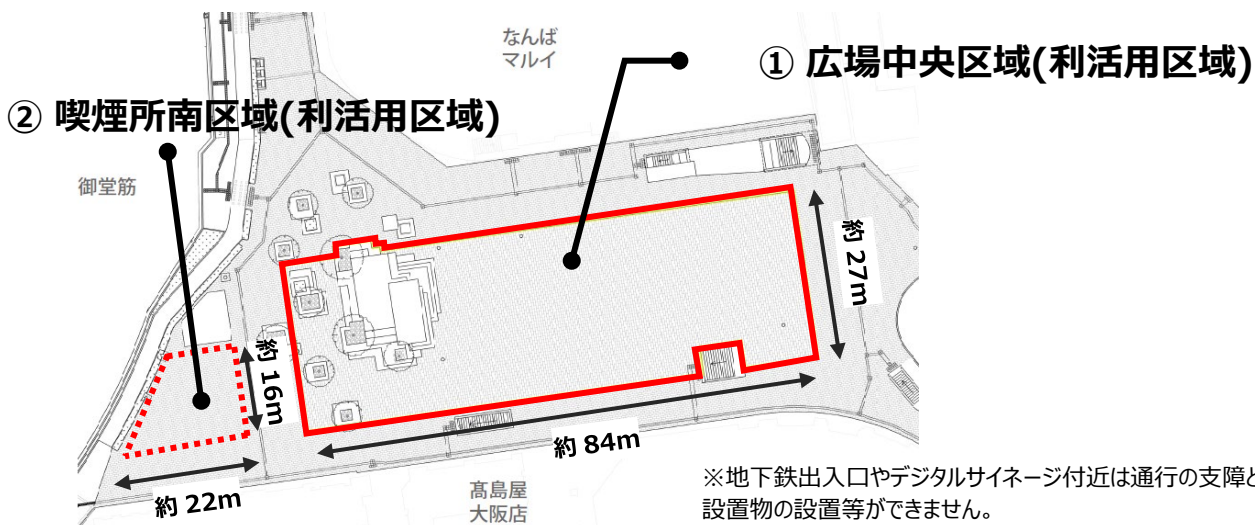 なんば
マルイ
① 広場中央区域(利活用区域)
② 喫煙所南区域(利活用区域)
御堂筋
約 27m
約 16m
約 84m
約 22m
髙島屋
大阪店
※地下鉄出入口やデジタルサイネージ付近は通行の支障と
設置物の設置等ができません。